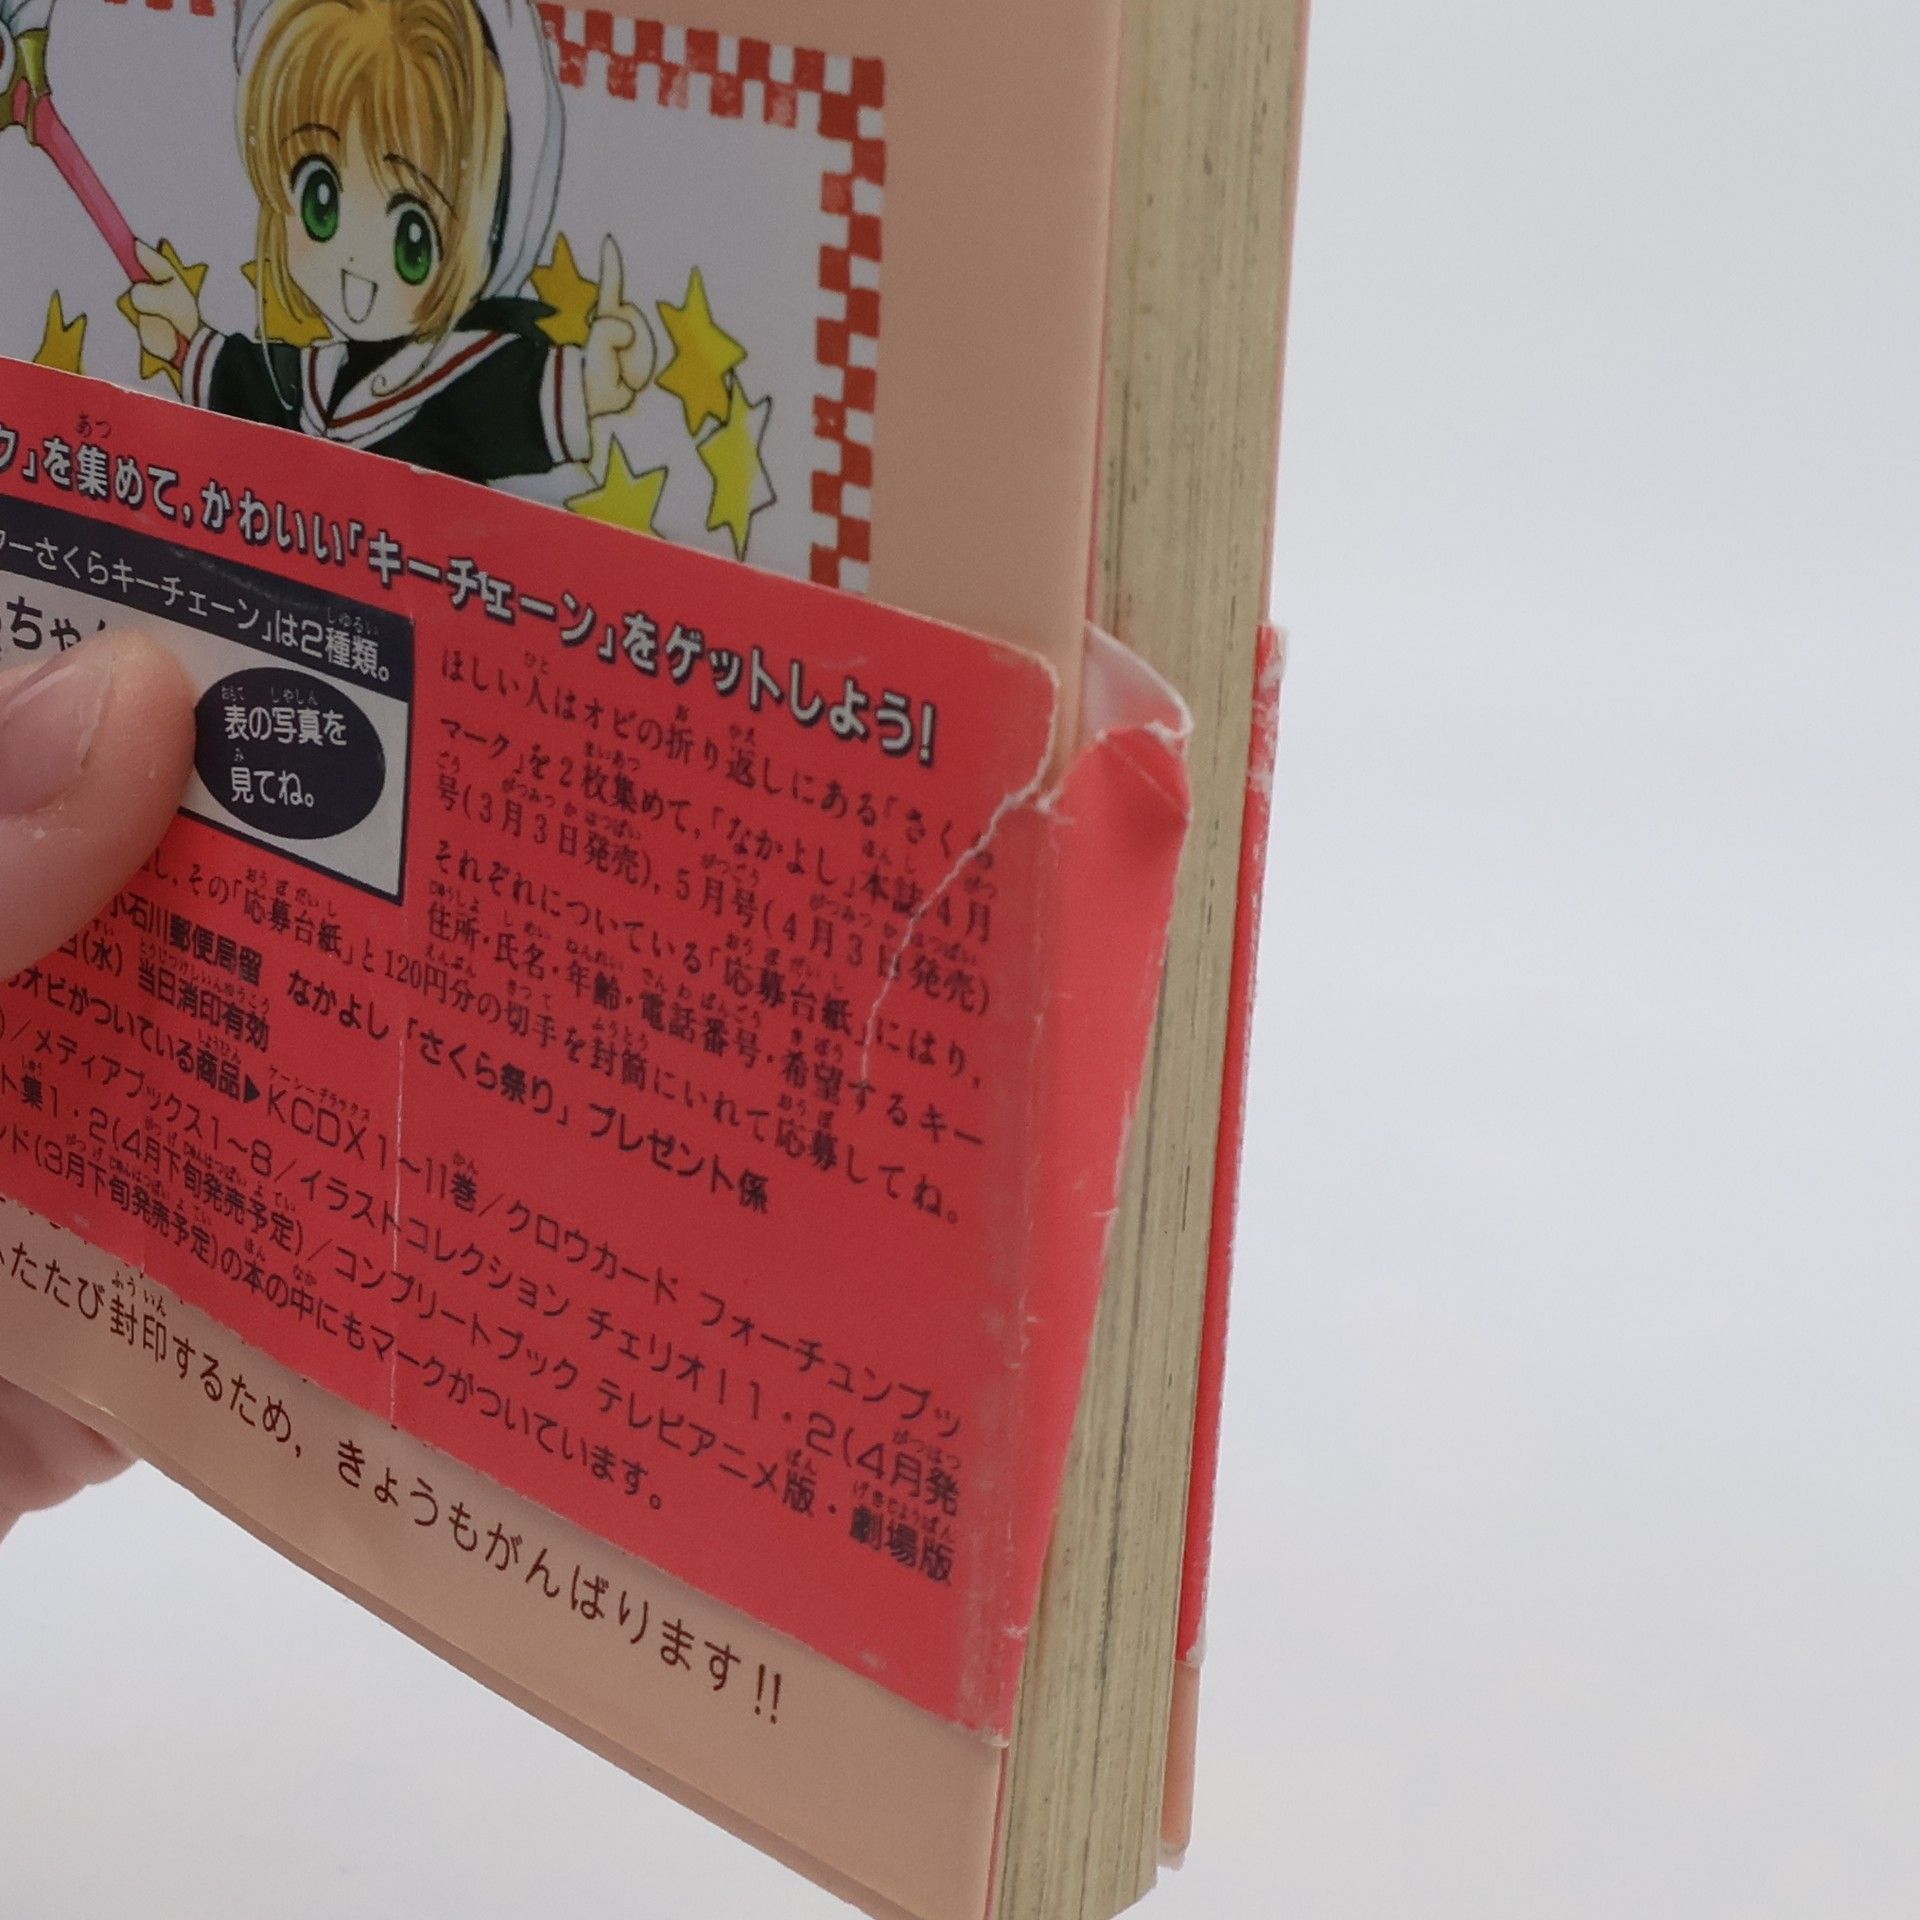 ク」を集めて,かわいい「キーチェーン」をゲットしよう!
ターさくらキーチェーン」は2種類。
ちゃん
表の写真を
見てね。
ほしい人はオビの折り返しにある「さくら
マーク」を2枚集めて,「なかよし」本誌4月
号(3月3日発売), 5月号(4月3日発売)
それぞれについている「応募台紙」にはり,
住所・氏名・年齢・電話番号・希望するキー
し, その「応募台紙」と120円分の切手を封筒にいれて応募してね。
小石川郵便局留 なかよし「さくら祭り」プレゼント係
日(水) 当日消印有効
オビがついている商品▶KCDX1〜11巻/クロウカード フォーチュンブッ
)/メディアブックス1〜8/イラストコレクション チェリオ!1・2(4月発
ト集1・2(4月下旬発売予定)/コンプリートブック テレビアニメ版・劇場版
ンド(3月下旬発売予定)の本の中にもマークがついています。
ふたたび封印するため, きょうもがんばります!!